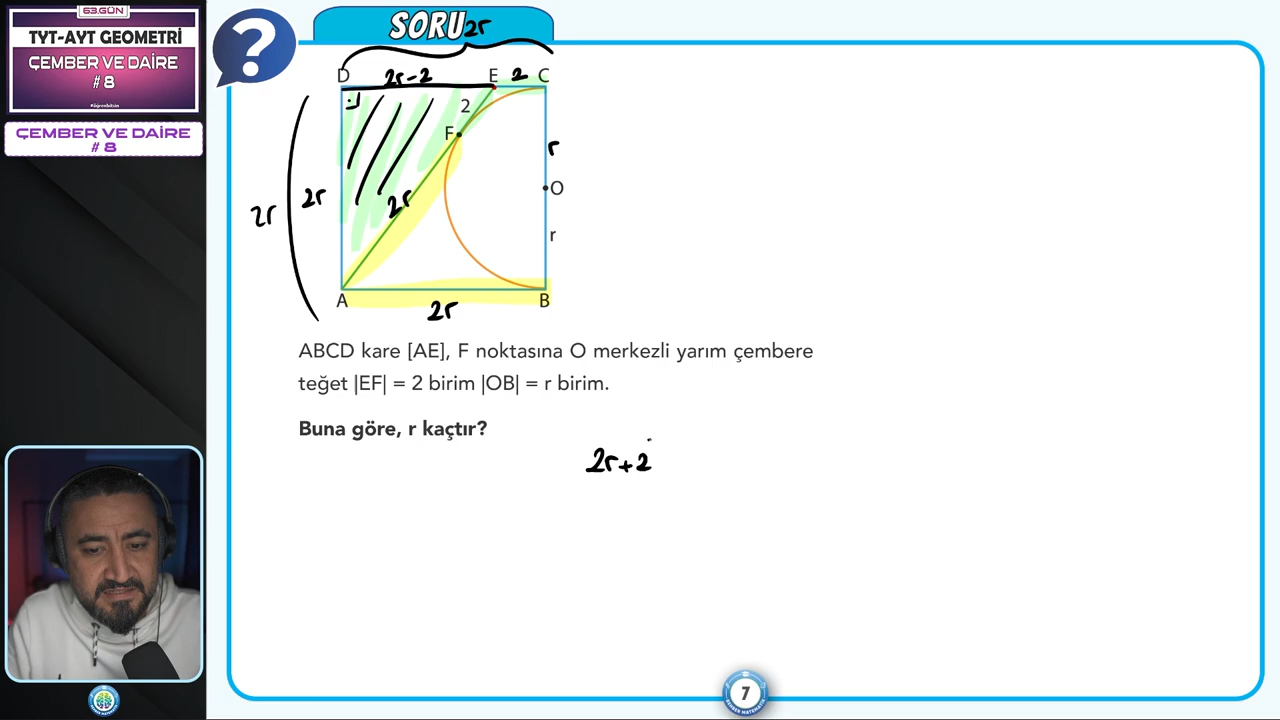 63.GÜN
TYT-AYT GEOMETRİ
ÇEMBER VE DAİRE
# 8
#öğrenbitsin
ÇEMBER VE DAİRE
# 8
?
SORU
2r
D
2r-2
E
2
C
2
F
r
2r
2r
2r
O
r
A
2r
B
ABCD kare [AE], F noktasına O merkezli yarım çembere
teğet |EF| = 2 birim |OB| = r birim.
Buna göre, r kaçtır?
2r+2
7